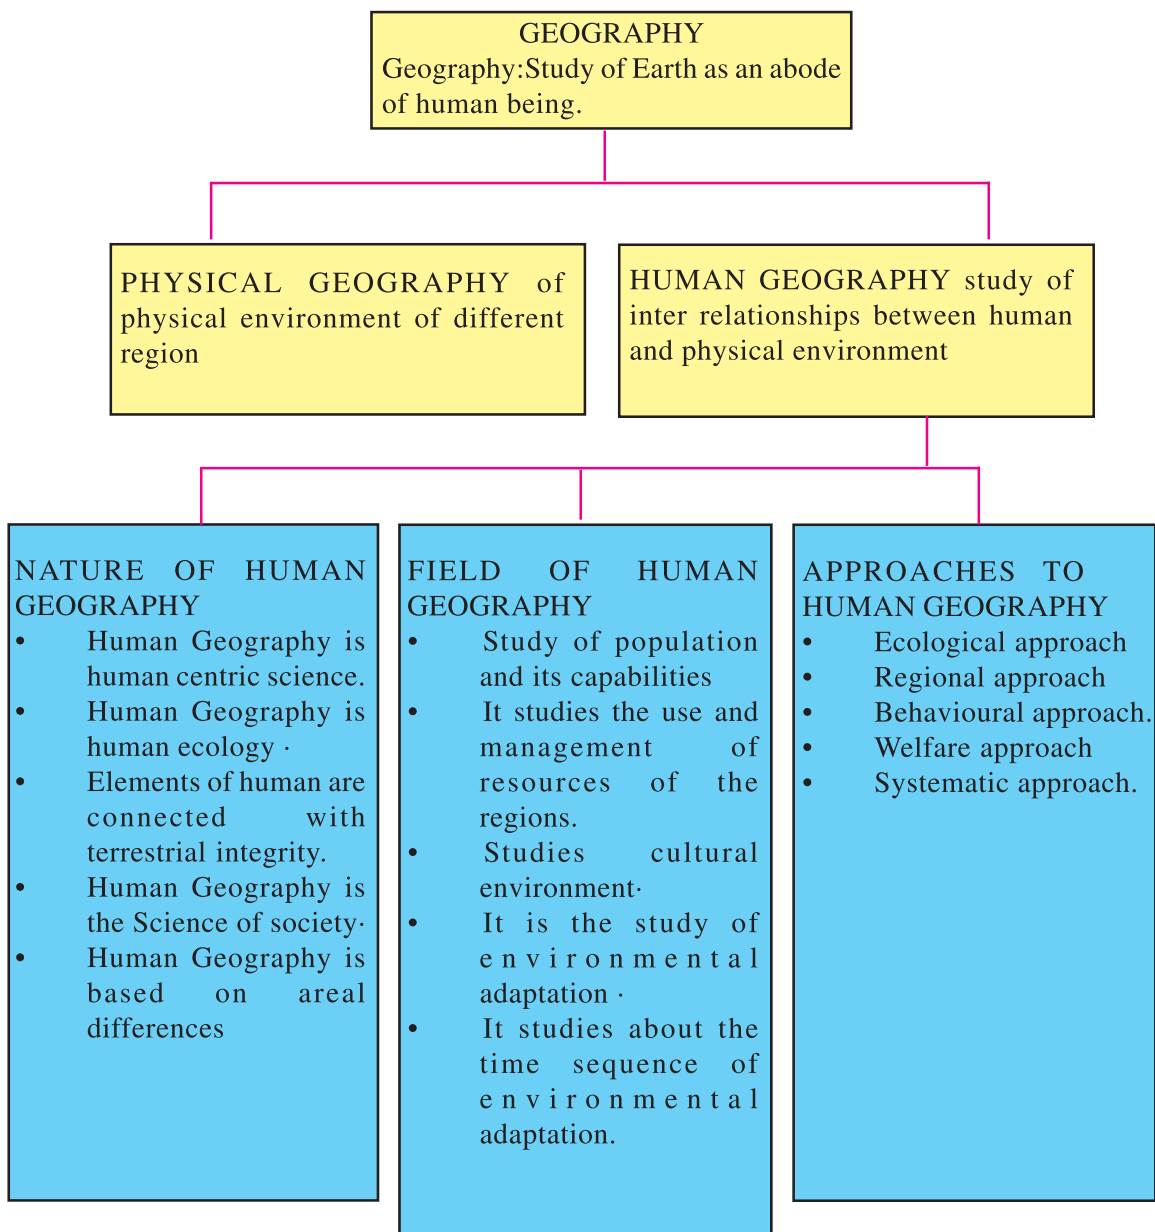 GEOGRAPHY
Geography:Study of Earth as an abode
of human being.
PHYSICAL GEOGRAPHY of
physical environment of different
region
HUMAN GEOGRAPHY study of
inter relationships between human
and physical environment
NATURE OF HUMAN
GEOGRAPHY
• Human Geography is
human centric science.
• Human Geography is
human ecology ·
• Elements of human are
connected with
terrestrial integrity.
• Human Geography is
the Science of society·
• Human Geography is
based on areal
differences
FIELD OF HUMAN
GEOGRAPHY
• Study of population
and its capabilities
• It studies the use and
management of
resources of the
regions.
• Studies cultural
environment·
• It is the study of
environmental
adaptation ·
• It studies about the
time sequence of
environmental
adaptation.
APPROACHES TO
HUMAN GEOGRAPHY
• Ecological approach
• Regional approach
• Behavioural approach.
• Welfare approach
• Systematic approach.